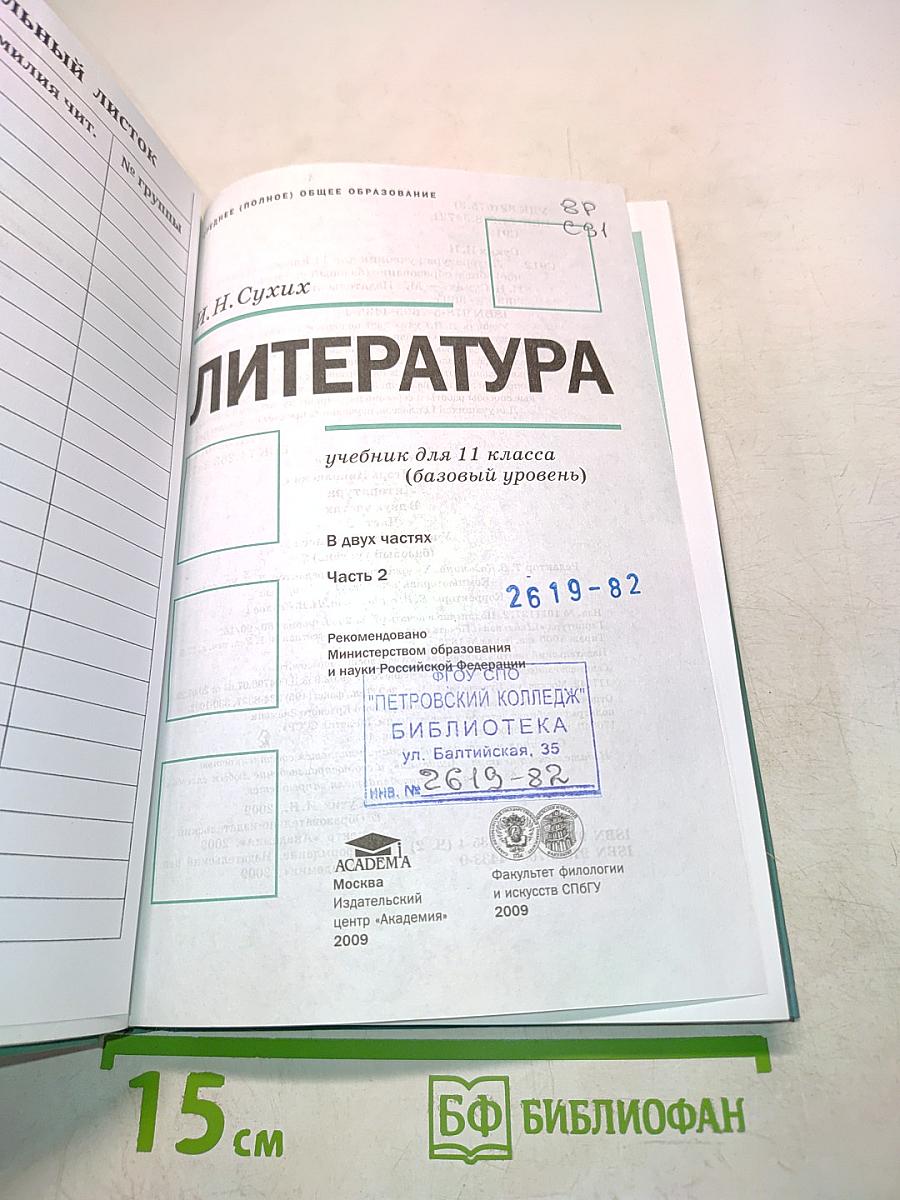 ЛЬНЫЙ ЛИСТОК
МИЛИЯ ЧИТ.
№ группы
РЕДНЕЕ (ПОЛНОЕ) ОБЩЕЕ ОБРАЗОВАНИЕ
8Р
С91
И. Н. Сухих
ЛИТЕРАТУРА
учебник для 11 класса
(базовый уровень)
В двух частях
Часть 2
2619-82
Рекомендовано
Министерством образования
и науки Российской Федерации
ФГОУ СПО
"ПЕТРОВСКИЙ КОЛЛЕДЖ"
БИБЛИОТЕКА
ул. Балтийская, 35
ИНВ. № 2619-82
ACADEMA
Москва
Издательский
центр «Академия»
2009
Факультет филологии
и искусств СПбГУ
2009
15 см
БФ БИБЛИОФАН